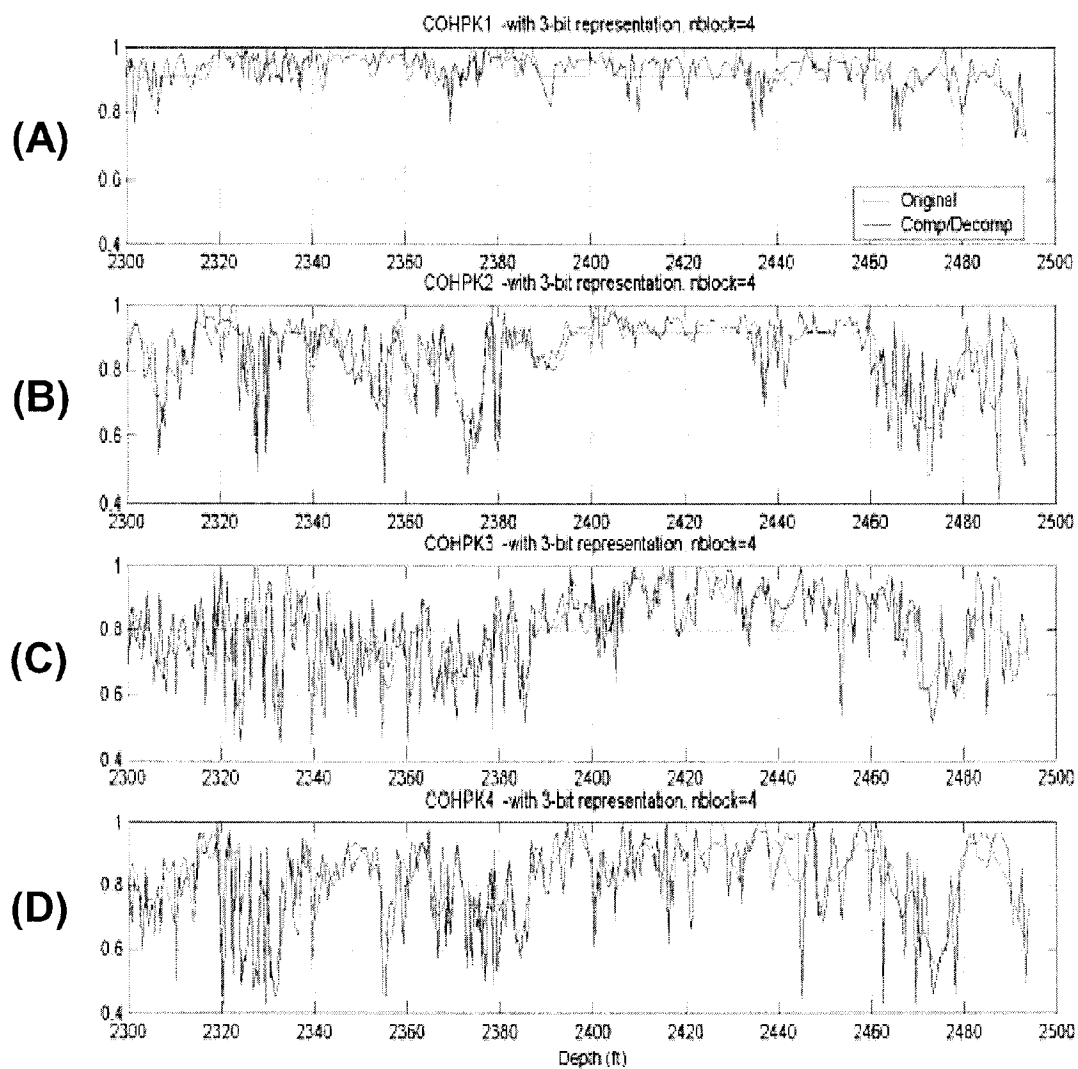 COHPK1 -with 3-bit representation, nblock=4
(A)
1
0.8
0.6
0.4
Original
Comp/Decomp
2300 2320 2340 2360 2380 2400 2420 2440 2460 2480 2500
COHPK2 -with 3-bit representation, nblock=4
(B)
1
0.8
0.6
0.4
2300 2320 2340 2360 2380 2400 2420 2440 2460 2480 2500
COHPK3 -with 3-bit representation, nblock=4
(C)
1
0.8
0.6
0.4
2300 2320 2340 2360 2380 2400 2420 2440 2460 2480 2500
COHPK4 -with 3-bit representation, nblock=4
(D)
1
0.8
0.6
0.4
2300 2320 2340 2360 2380 2400 2420 2440 2460 2480 2500
Depth (ft)